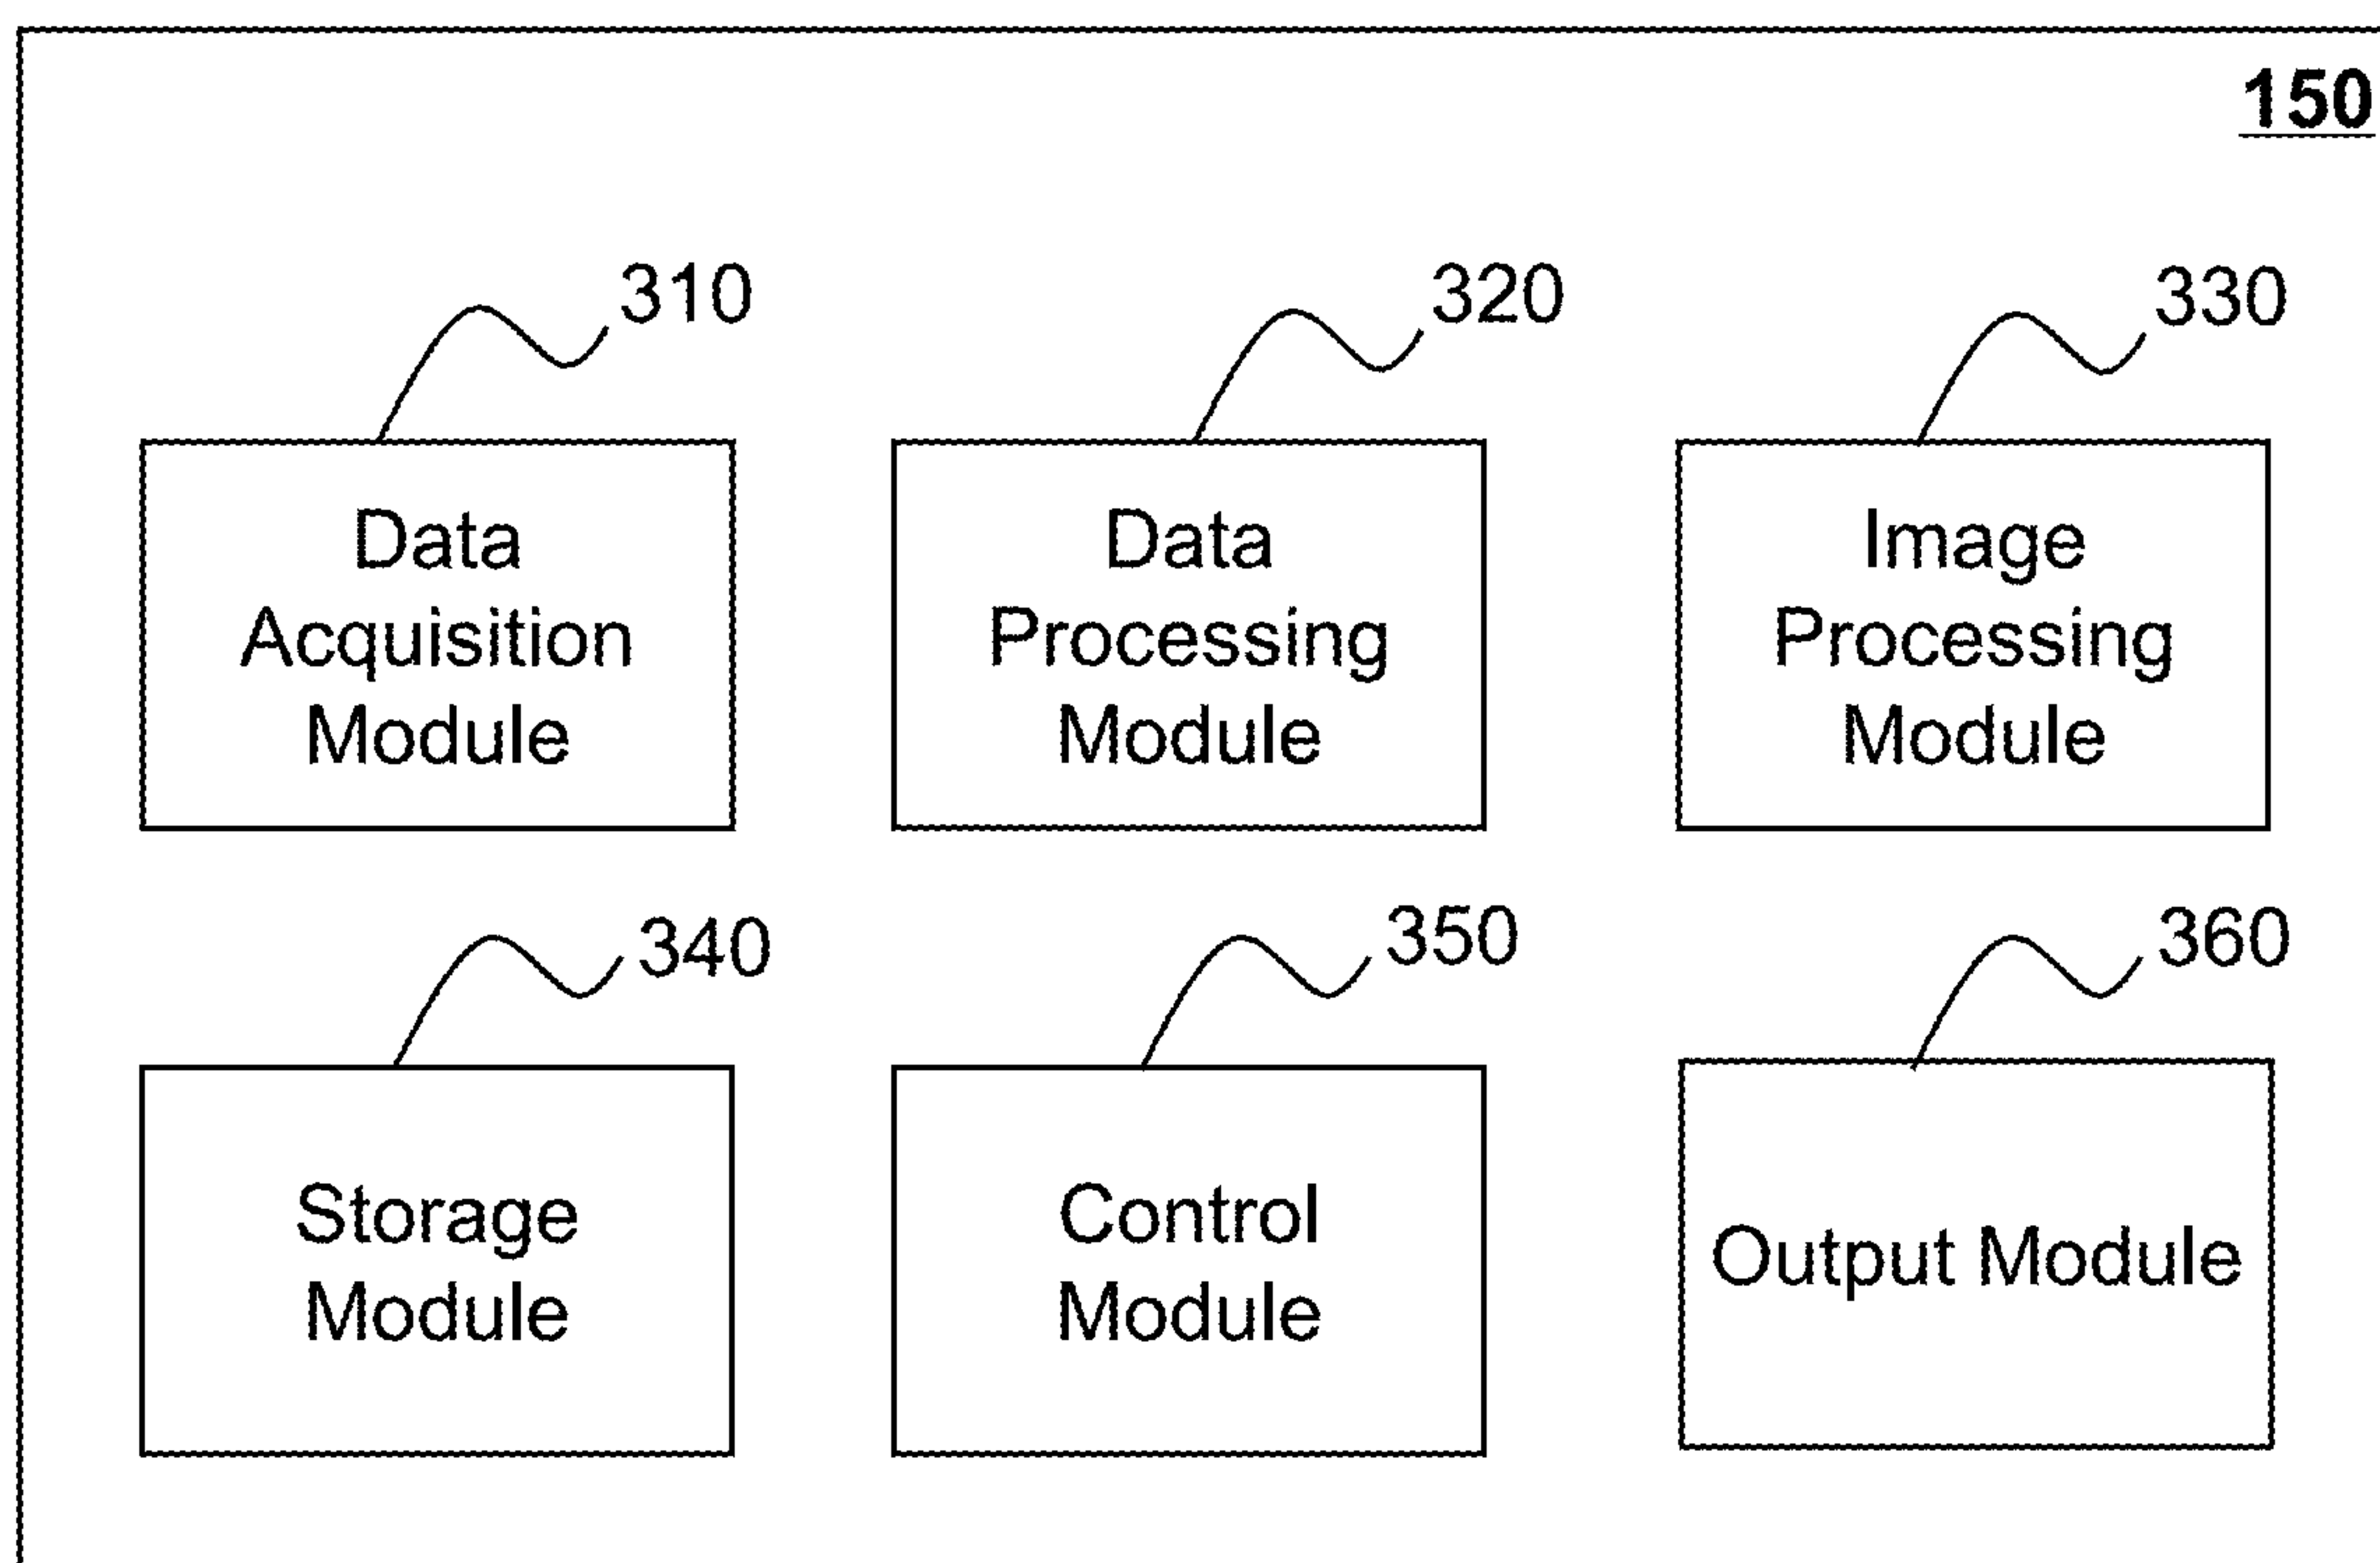 150
310
320
330
Data
Acquisition
Module
Data
Processing
Module
Image
Processing
Module
340
350
360
Storage
Module
Control
Module
Output Module